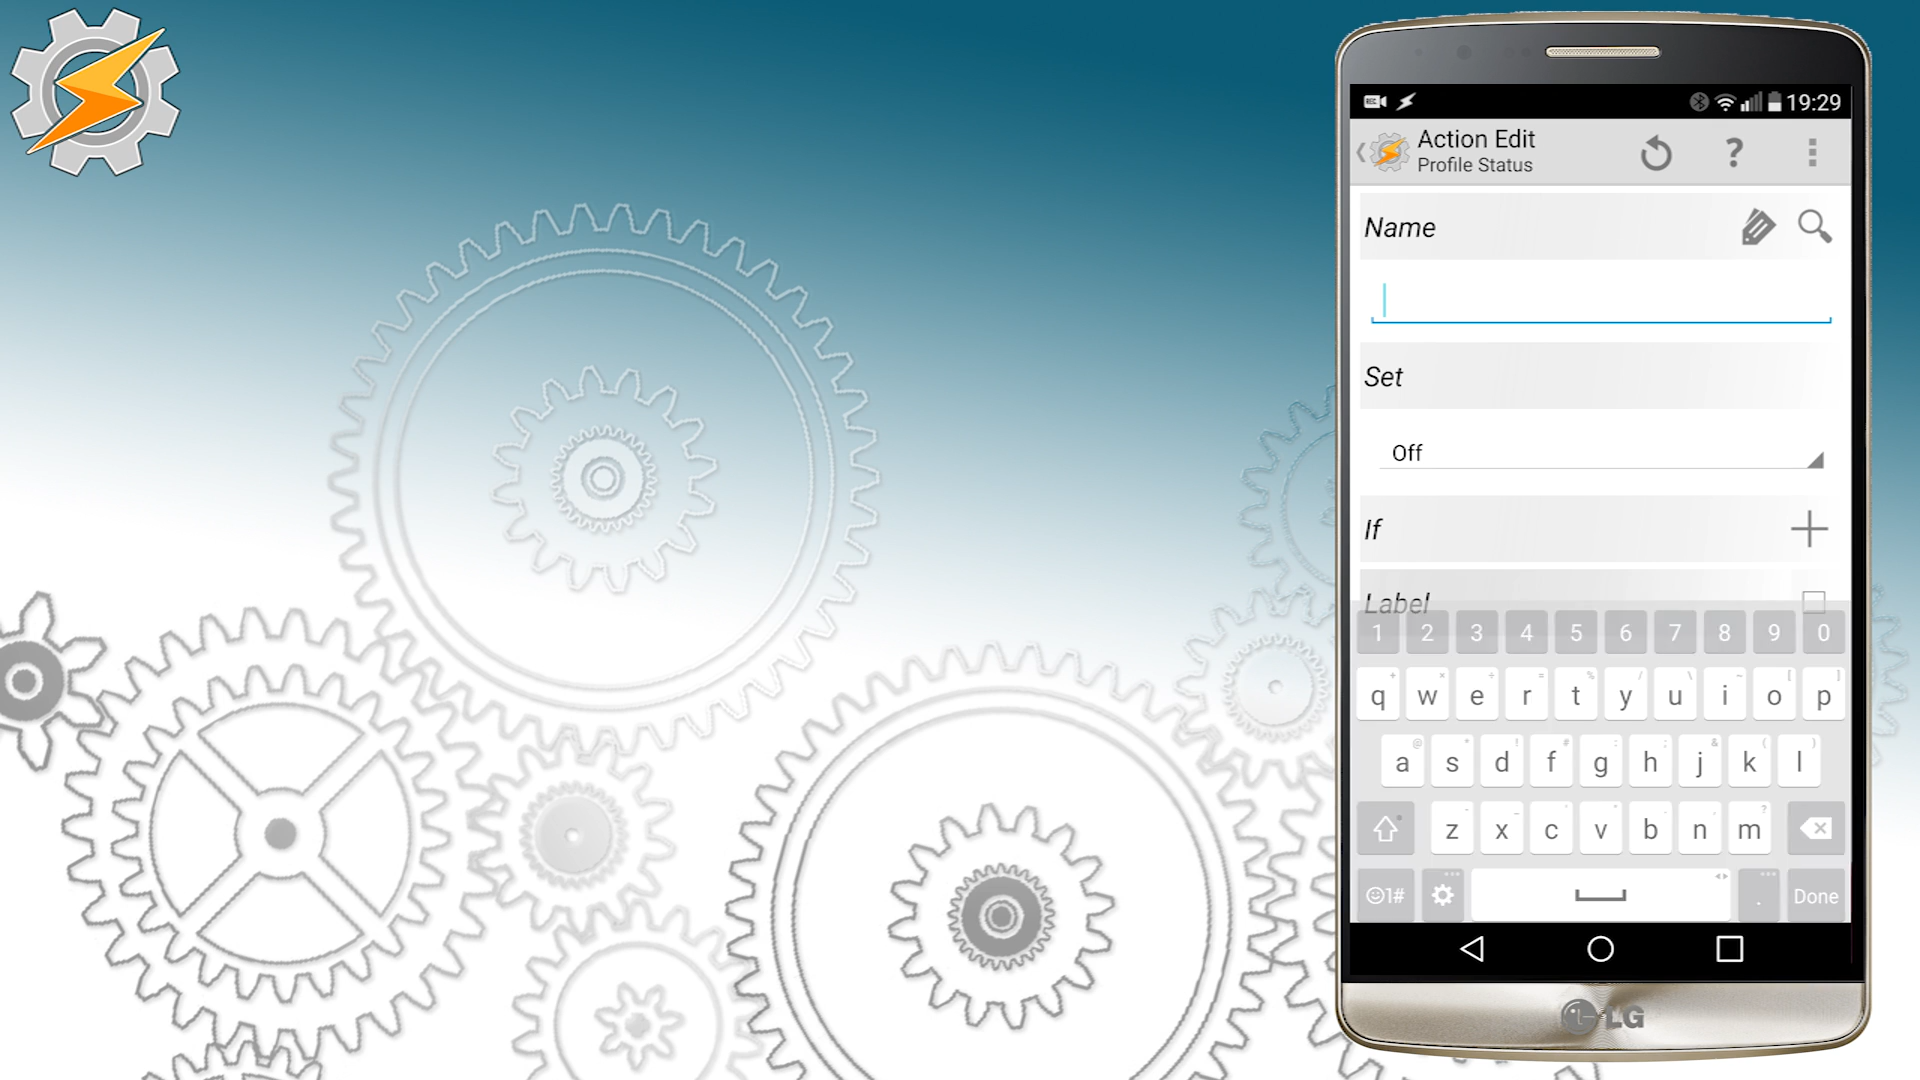 REC
19:29
Action Edit
Profile Status
Name
Set
Off
If
Label
1 2 3 4 5 6 7 8 9 0
q w e r t y u i o p
a s d f g h j k l
z x c v b n m
1# . Done
LG